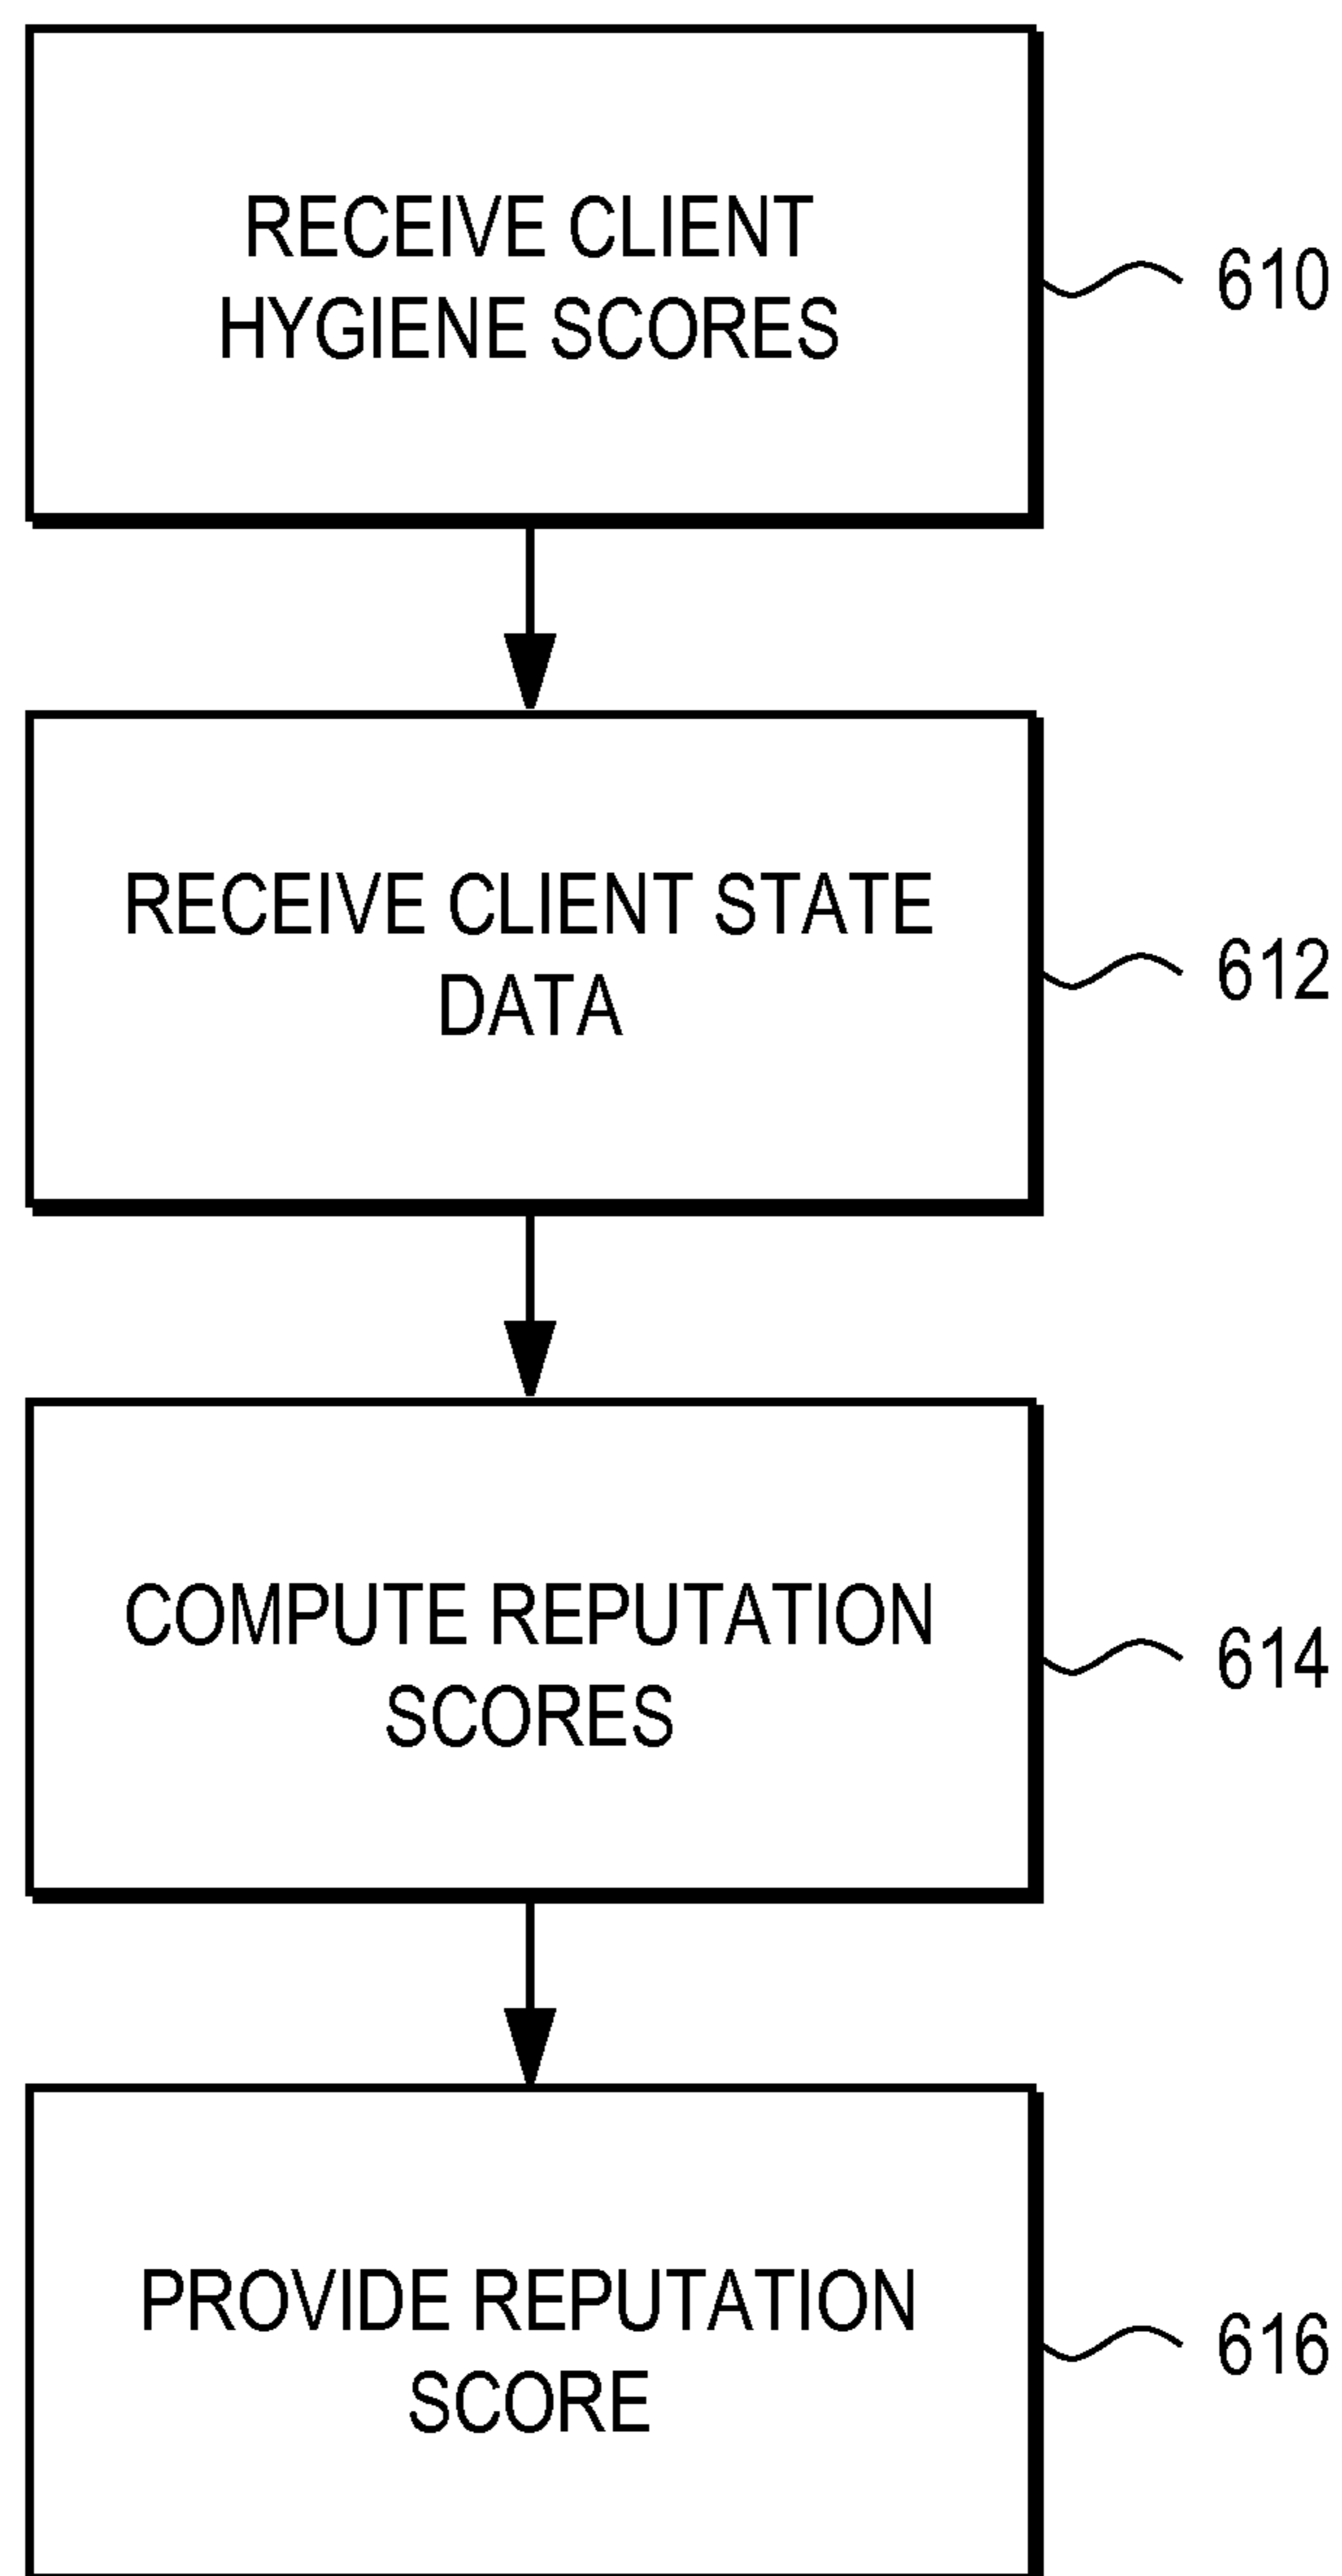 RECEIVE CLIENT
HYGIENE SCORES
610
RECEIVE CLIENT STATE
DATA
612
COMPUTE REPUTATION
SCORES
614
PROVIDE REPUTATION
SCORE
616